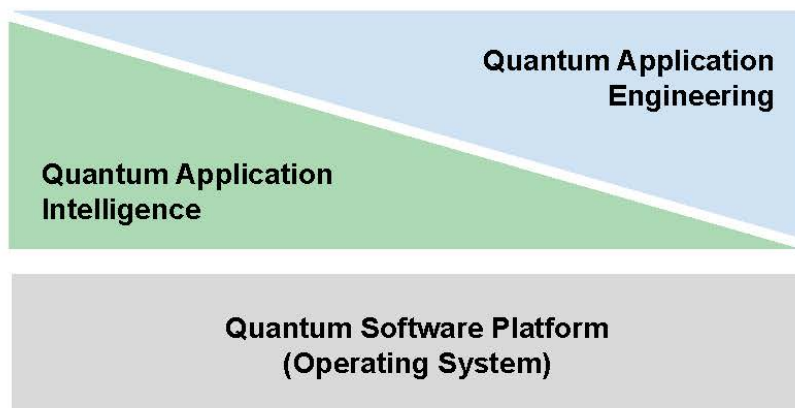 Quantum Application
Engineering
Quantum Application
Intelligence
Quantum Software Platform
(Operating System)